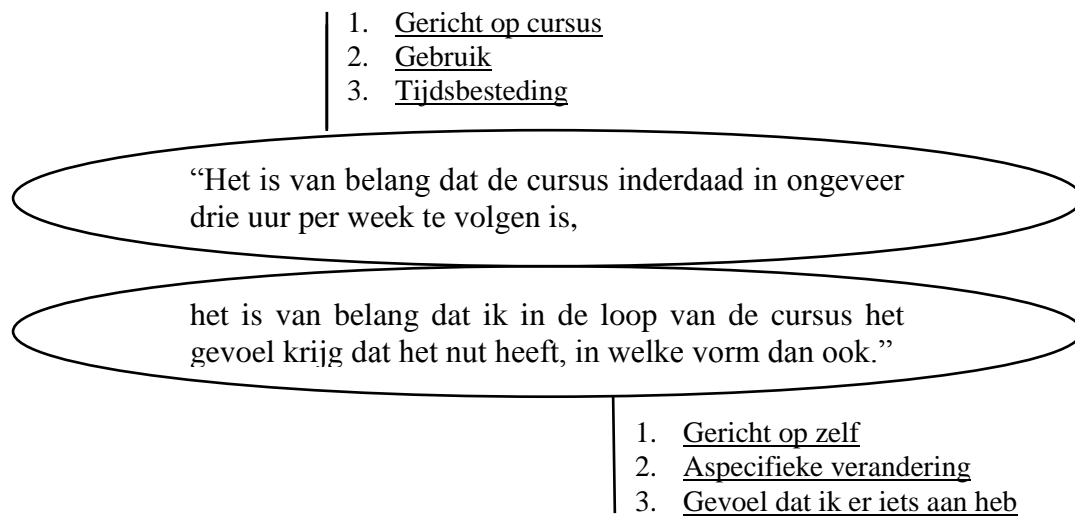 1. Gericht op cursus
2. Gebruik
3. Tijdsbesteding
“Het is van belang dat de cursus inderdaad in ongeveer
drie uur per week te volgen is,
het is van belang dat ik in de loop van de cursus het
gevoel krijg dat het nut heeft, in welke vorm dan ook.”
1. Gericht op zelf
2. Aspecifieke verandering
3. Gevoel dat ik er iets aan heb